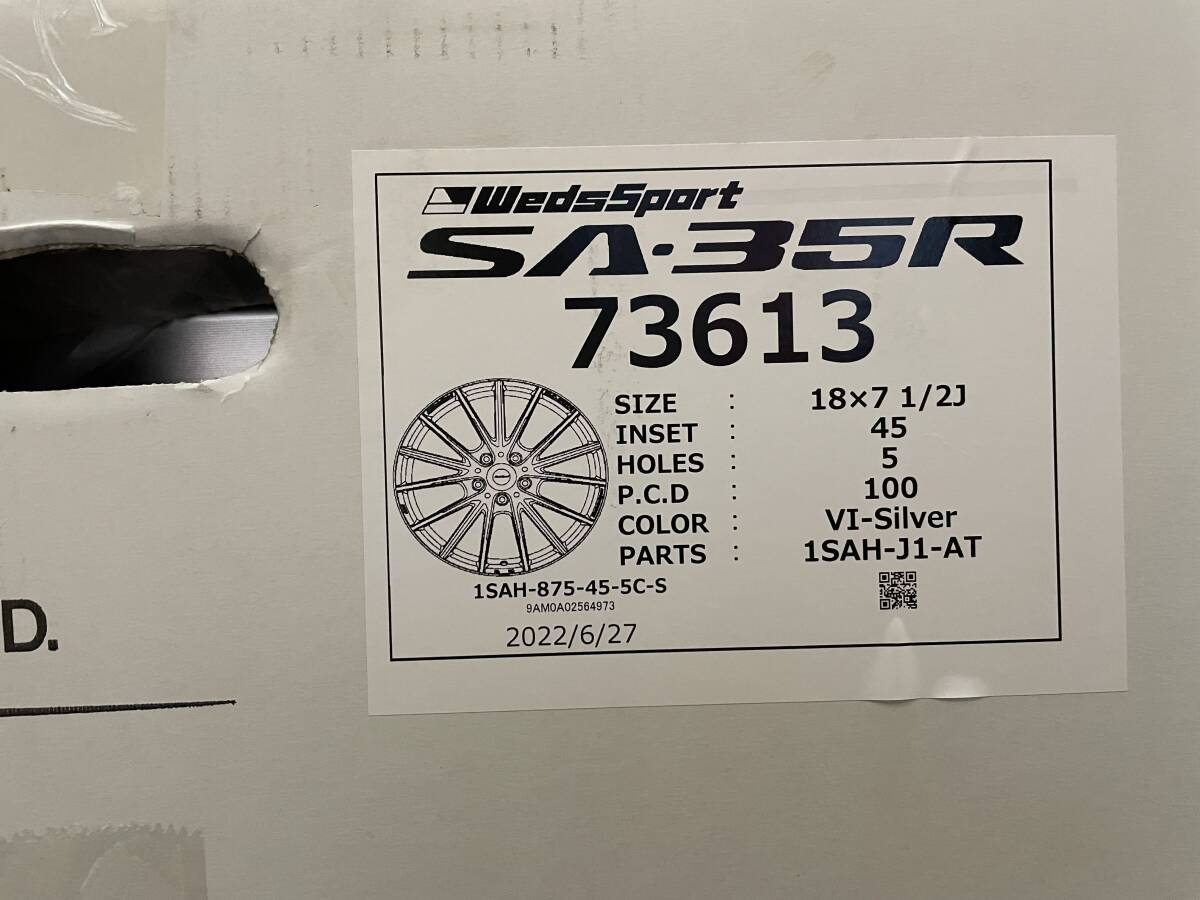 WedsSport
SA-35R
73613
SIZE : 18×7 1/2J
INSET : 45
HOLES : 5
P.C.D : 100
COLOR : VI-Silver
PARTS : 1SAH-J1-AT
1SAH-875-45-5C-S
9AM0A02564973
2022/6/27
D.